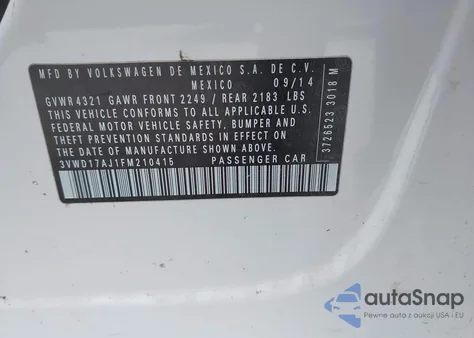 MFD BY VOLKSWAGEN DE MEXICO S.A. DE C.V.
MEXICO 09/14
GVWR 4321 GAWR FRONT 2249 / REAR 2183 LBS
THIS VEHICLE CONFORMS TO ALL APPLICABLE U.S.
FEDERAL MOTOR VEHICLE SAFETY, BUMPER, AND
THEFT PREVENTION STANDARDS IN EFFECT ON THE
DATE OF MANUFACTURE SHOWN ABOVE.
3VWD17AJ1FM210415 PASSENGER CAR
3726523 3018 M
autoSnap
Pewne auta z aukcji USA i EU